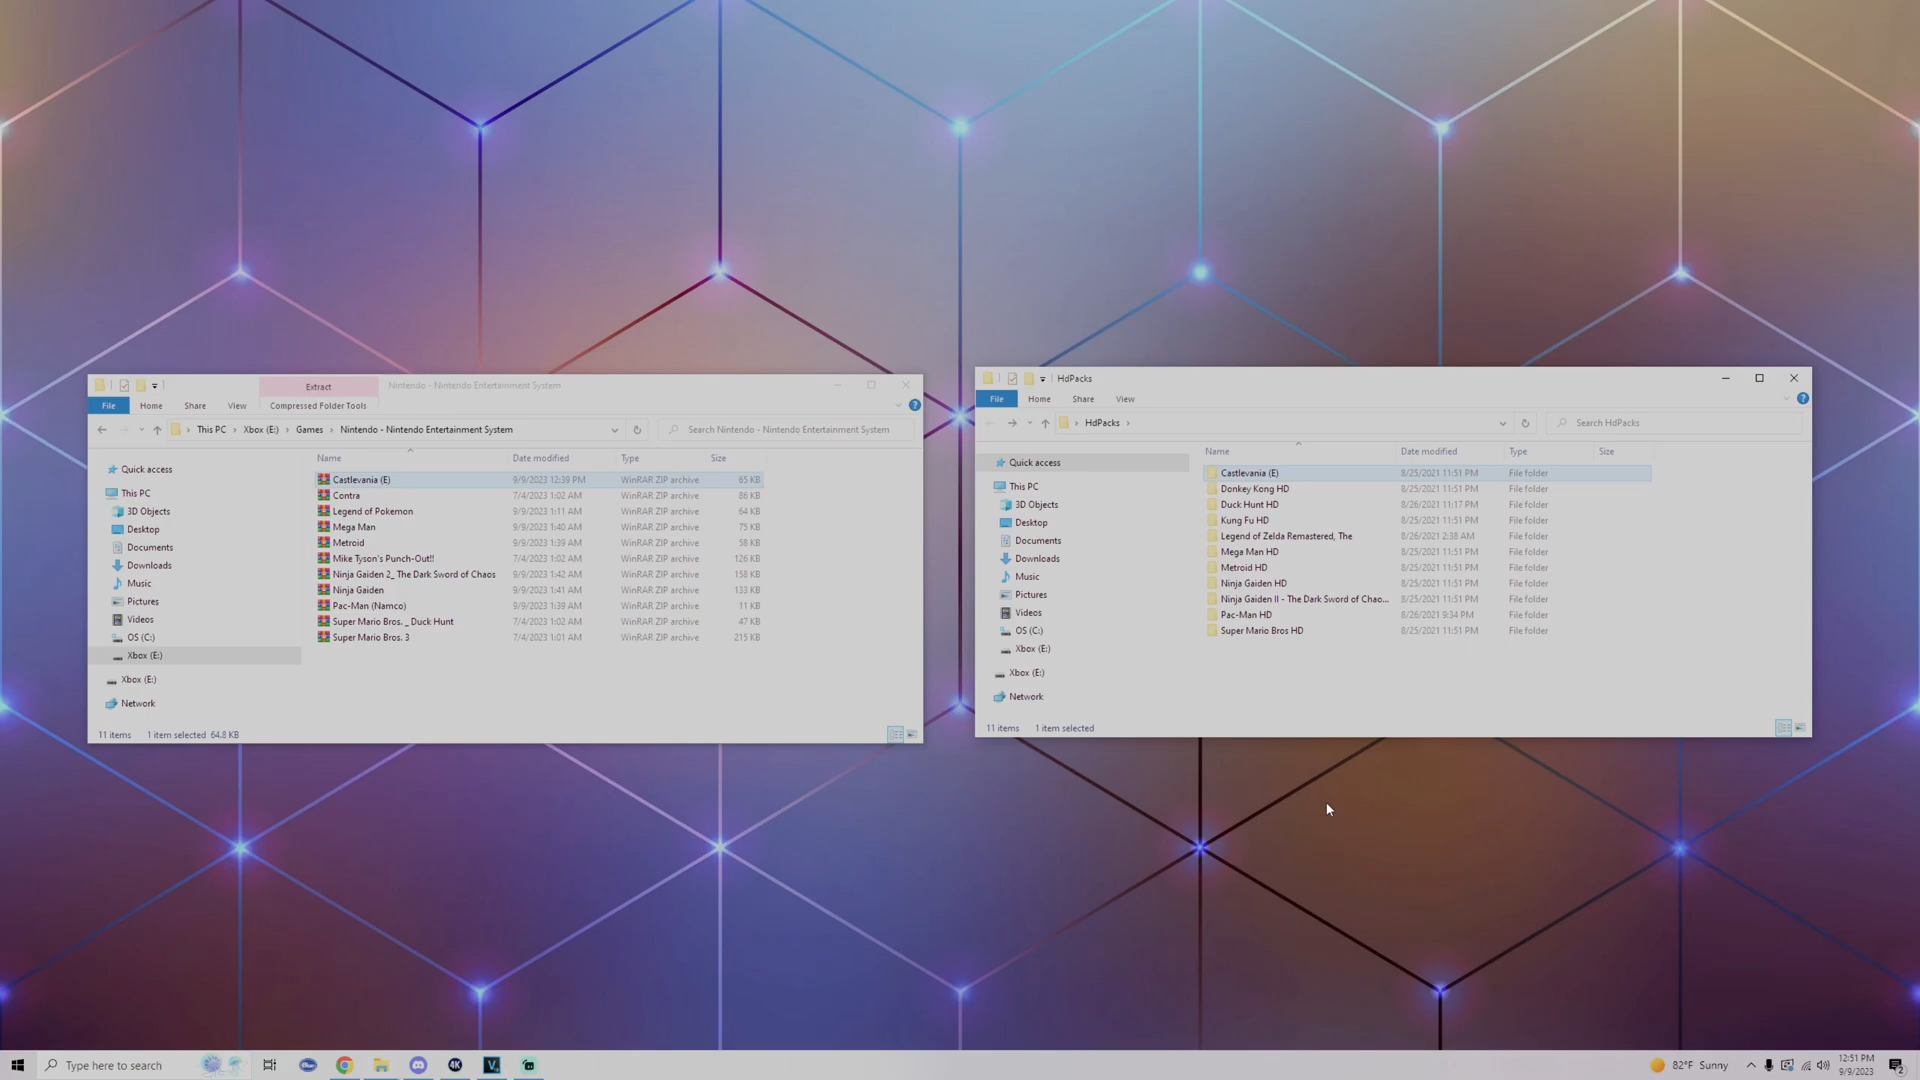 Extract
Nintendo - Nintendo Entertainment System
File Home Share View Compressed Folder Tools
This PC Xbox (E:) Games Nintendo - Nintendo Entertainment System Search Nintendo - Nintendo Entertainment System
Quick access
This PC
3D Objects
Desktop
Documents
Downloads
Music
Pictures
Videos
OS (C:)
Xbox (E:)
Xbox (E:)
Network
Name Date modified Type Size
Castlevania (E) 9/9/2023 12:39 PM WinRAR ZIP archive 65 KB
Contra 7/4/2023 1:02 AM WinRAR ZIP archive 86 KB
Legend of Pokemon 9/9/2023 1:11 AM WinRAR ZIP archive 64 KB
Mega Man 9/9/2023 1:40 AM WinRAR ZIP archive 75 KB
Metroid 9/9/2023 1:39 AM WinRAR ZIP archive 58 KB
Mike Tyson's Punch-Out!! 7/4/2023 1:02 AM WinRAR ZIP archive 126 KB
Ninja Gaiden 2_ The Dark Sword of Chaos 9/9/2023 1:42 AM WinRAR ZIP archive 158 KB
Ninja Gaiden 9/9/2023 1:41 AM WinRAR ZIP archive 133 KB
Pac-Man (Namco) 9/9/2023 1:39 AM WinRAR ZIP archive 11 KB
Super Mario Bros. _ Duck Hunt 7/4/2023 1:02 AM WinRAR ZIP archive 47 KB
Super Mario Bros. 3 7/4/2023 1:01 AM WinRAR ZIP archive 215 KB
11 items 1 item selected 64.8 KB
HdPacks
File Home Share View
HdPacks Search HdPacks
Quick access
This PC
3D Objects
Desktop
Documents
Downloads
Music
Pictures
Videos
OS (C:)
Xbox (E:)
Xbox (E:)
Network
Name Date modified Type Size
Castlevania (E) 8/25/2021 11:51 PM File folder
Donkey Kong HD 8/25/2021 11:51 PM File folder
Duck Hunt HD 8/26/2021 11:17 PM File folder
Kung Fu HD 8/25/2021 11:51 PM File folder
Legend of Zelda Remastered, The 8/26/2021 2:38 AM File folder
Mega Man HD 8/25/2021 11:51 PM File folder
Metroid HD 8/25/2021 11:51 PM File folder
Ninja Gaiden HD 8/25/2021 11:51 PM File folder
Ninja Gaiden II - The Dark Sword of Chao... 8/25/2021 11:51 PM File folder
Pac-Man HD 8/26/2021 9:34 PM File folder
Super Mario Bros HD 8/25/2021 11:51 PM File folder
11 items 1 item selected
Type here to search
4K
V
82°F Sunny
12:51 PM
9/9/2023
2